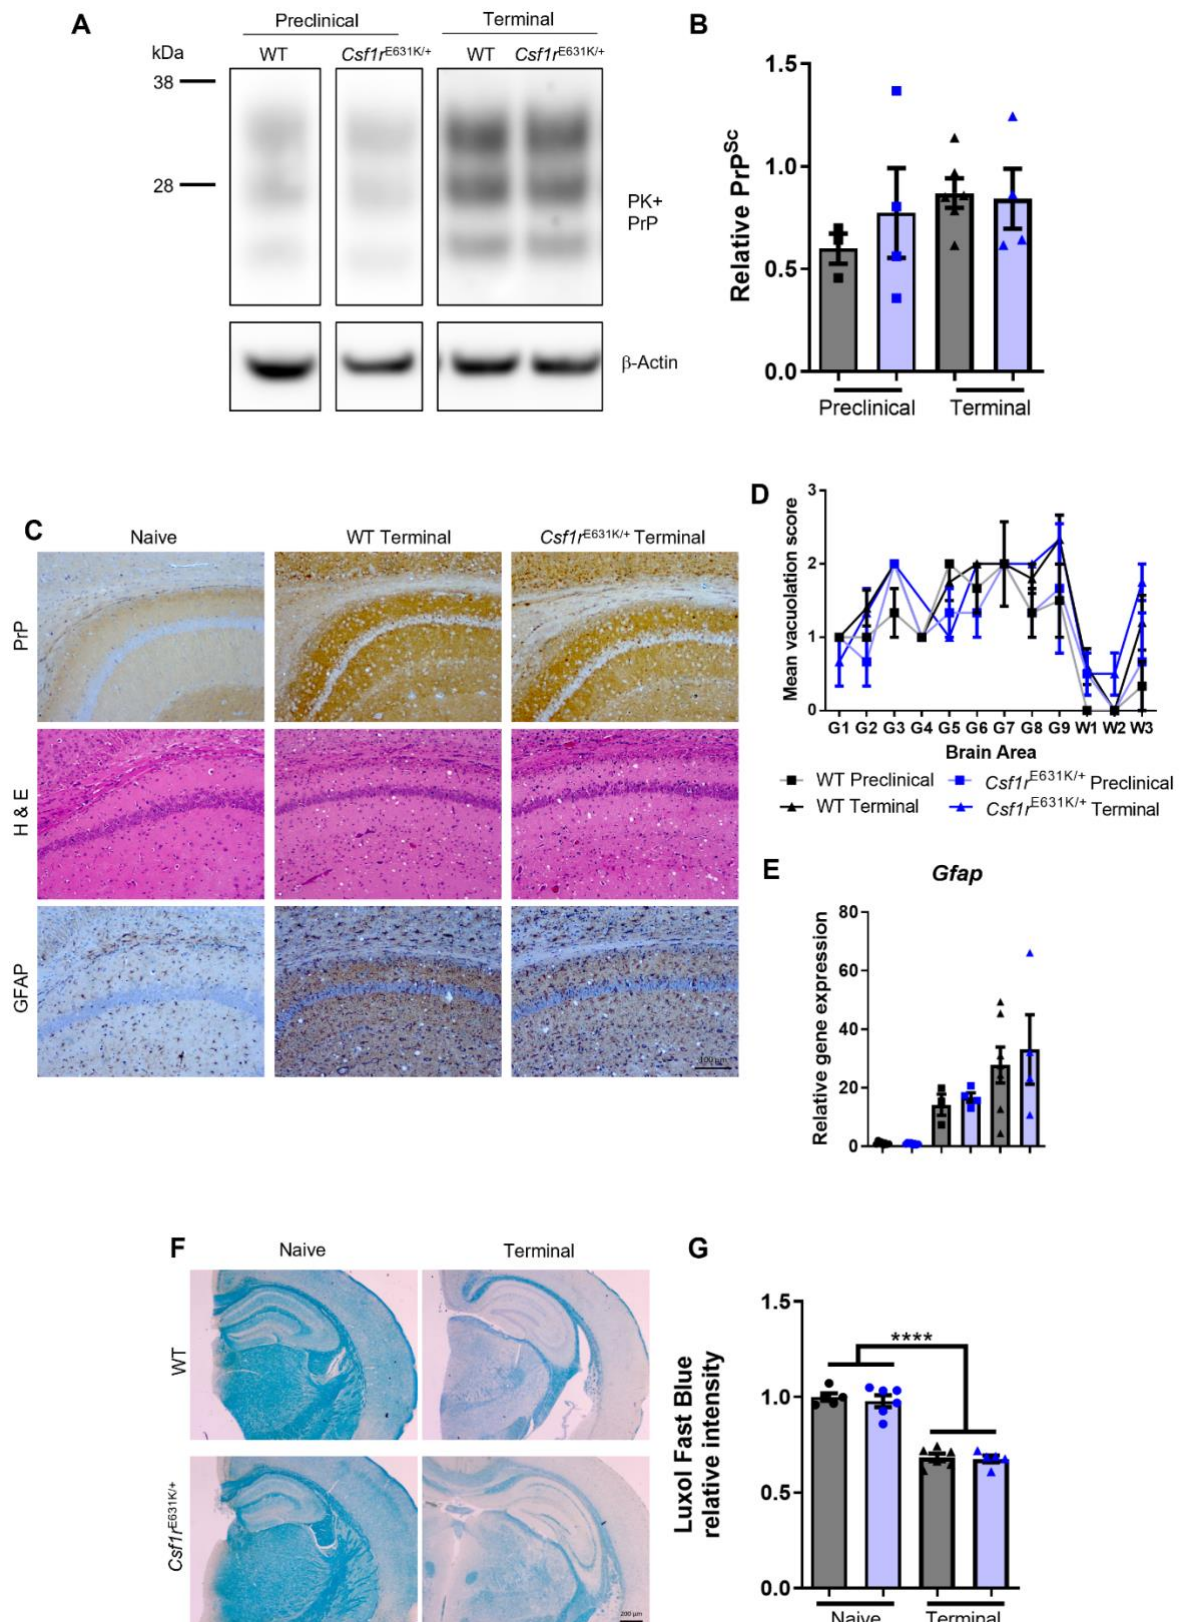 A
Preclinical
Terminal
kDa
WT
Csf1rE631K/+
WT
Csf1rE631K/+
38
28
PK+
PrP
β-Actin
B
Relative PrPSc
1.5
1.0
0.5
0.0
Preclinical
Terminal
C
Naive
WT Terminal
Csf1rE631K/+ Terminal
PrP
H & E
GFAP
100 µm
D
Mean vacuolation score
3
2
1
0
G1 G2 G3 G4 G5 G6 G7 G8 G9 W1 W2 W3
Brain Area
WT Preclinical
Csf1rE631K/+ Preclinical
WT Terminal
Csf1rE631K/+ Terminal
E
Gfap
Relative gene expression
80
60
40
20
0
F
Naive
Terminal
WT
Csf1rE631K/+
200 µm
G
Luxol Fast Blue
relative intensity
1.5
1.0
0.5
0.0
****
Naive
Terminal